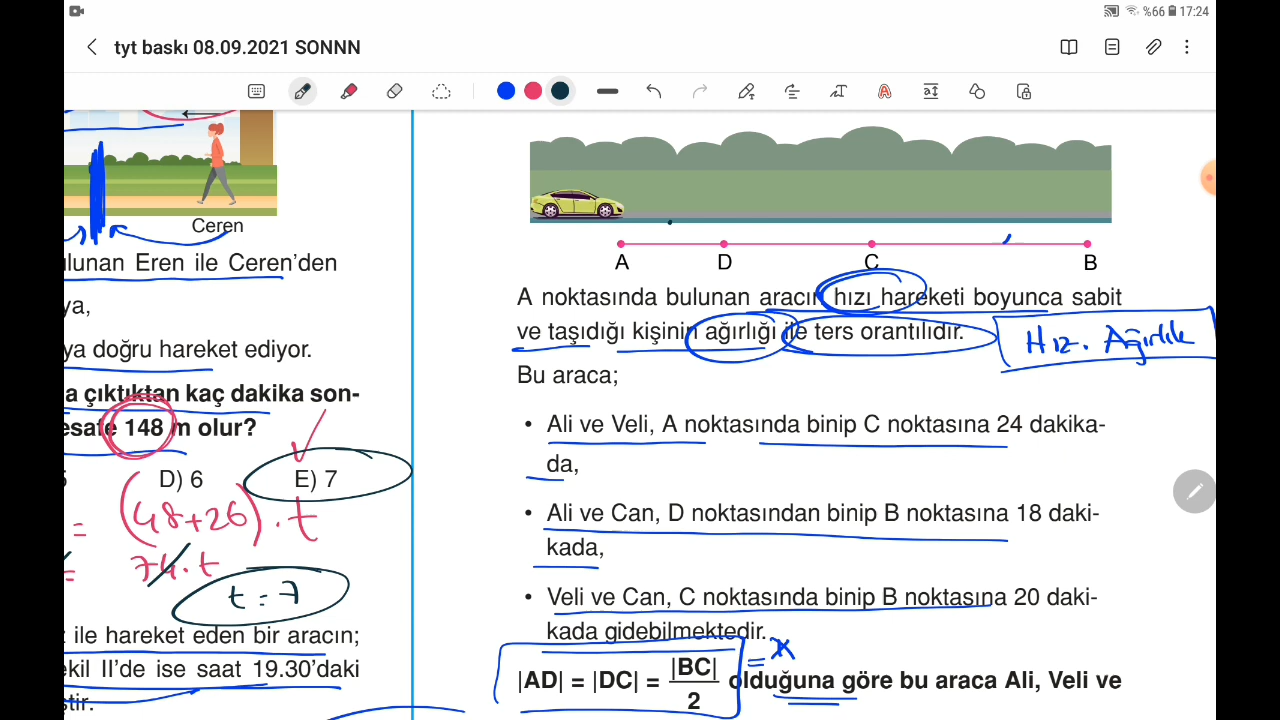 %66 17:24
tyt baskı 08.09.2021 SONNN
Ceren
ulunan Eren ile Ceren'den
ya,
ya doğru hareket ediyor.
a çıktıktan kaç dakika son-
esafe 148 m olur?
D) 6 E) 7
= (48+26) . t
= 74 . t
t = 7
ile hareket eden bir aracın;
ekil II'de ise saat 19.30'daki
ştir.
A D C B
A noktasında bulunan aracın hızı hareketi boyunca sabit
ve taşıdığı kişinin ağırlığı ile ters orantılıdır.
Hız . Ağırlık
Bu araca;
• Ali ve Veli, A noktasında binip C noktasına 24 dakika-
da,
• Ali ve Can, D noktasından binip B noktasına 18 daki-
kada,
• Veli ve Can, C noktasında binip B noktasına 20 daki-
kada gidebilmektedir.
|AD| = |DC| = |BC|/2 = x olduğuna göre bu araca Ali, Veli ve